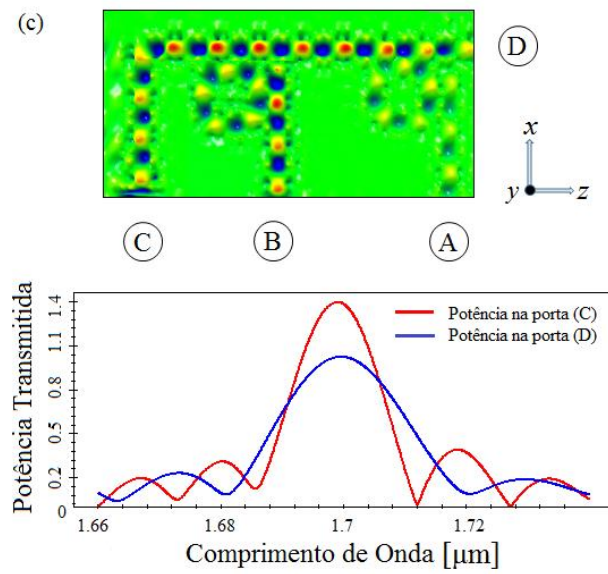 (c)
D
x
y
z
C
B
A
Potência Transmitida
1.4
1.1
0.8
0.5
0.2
0
Potência na porta (C)
Potência na porta (D)
1.66
1.68
1.7
1.72
Comprimento de Onda [µm]